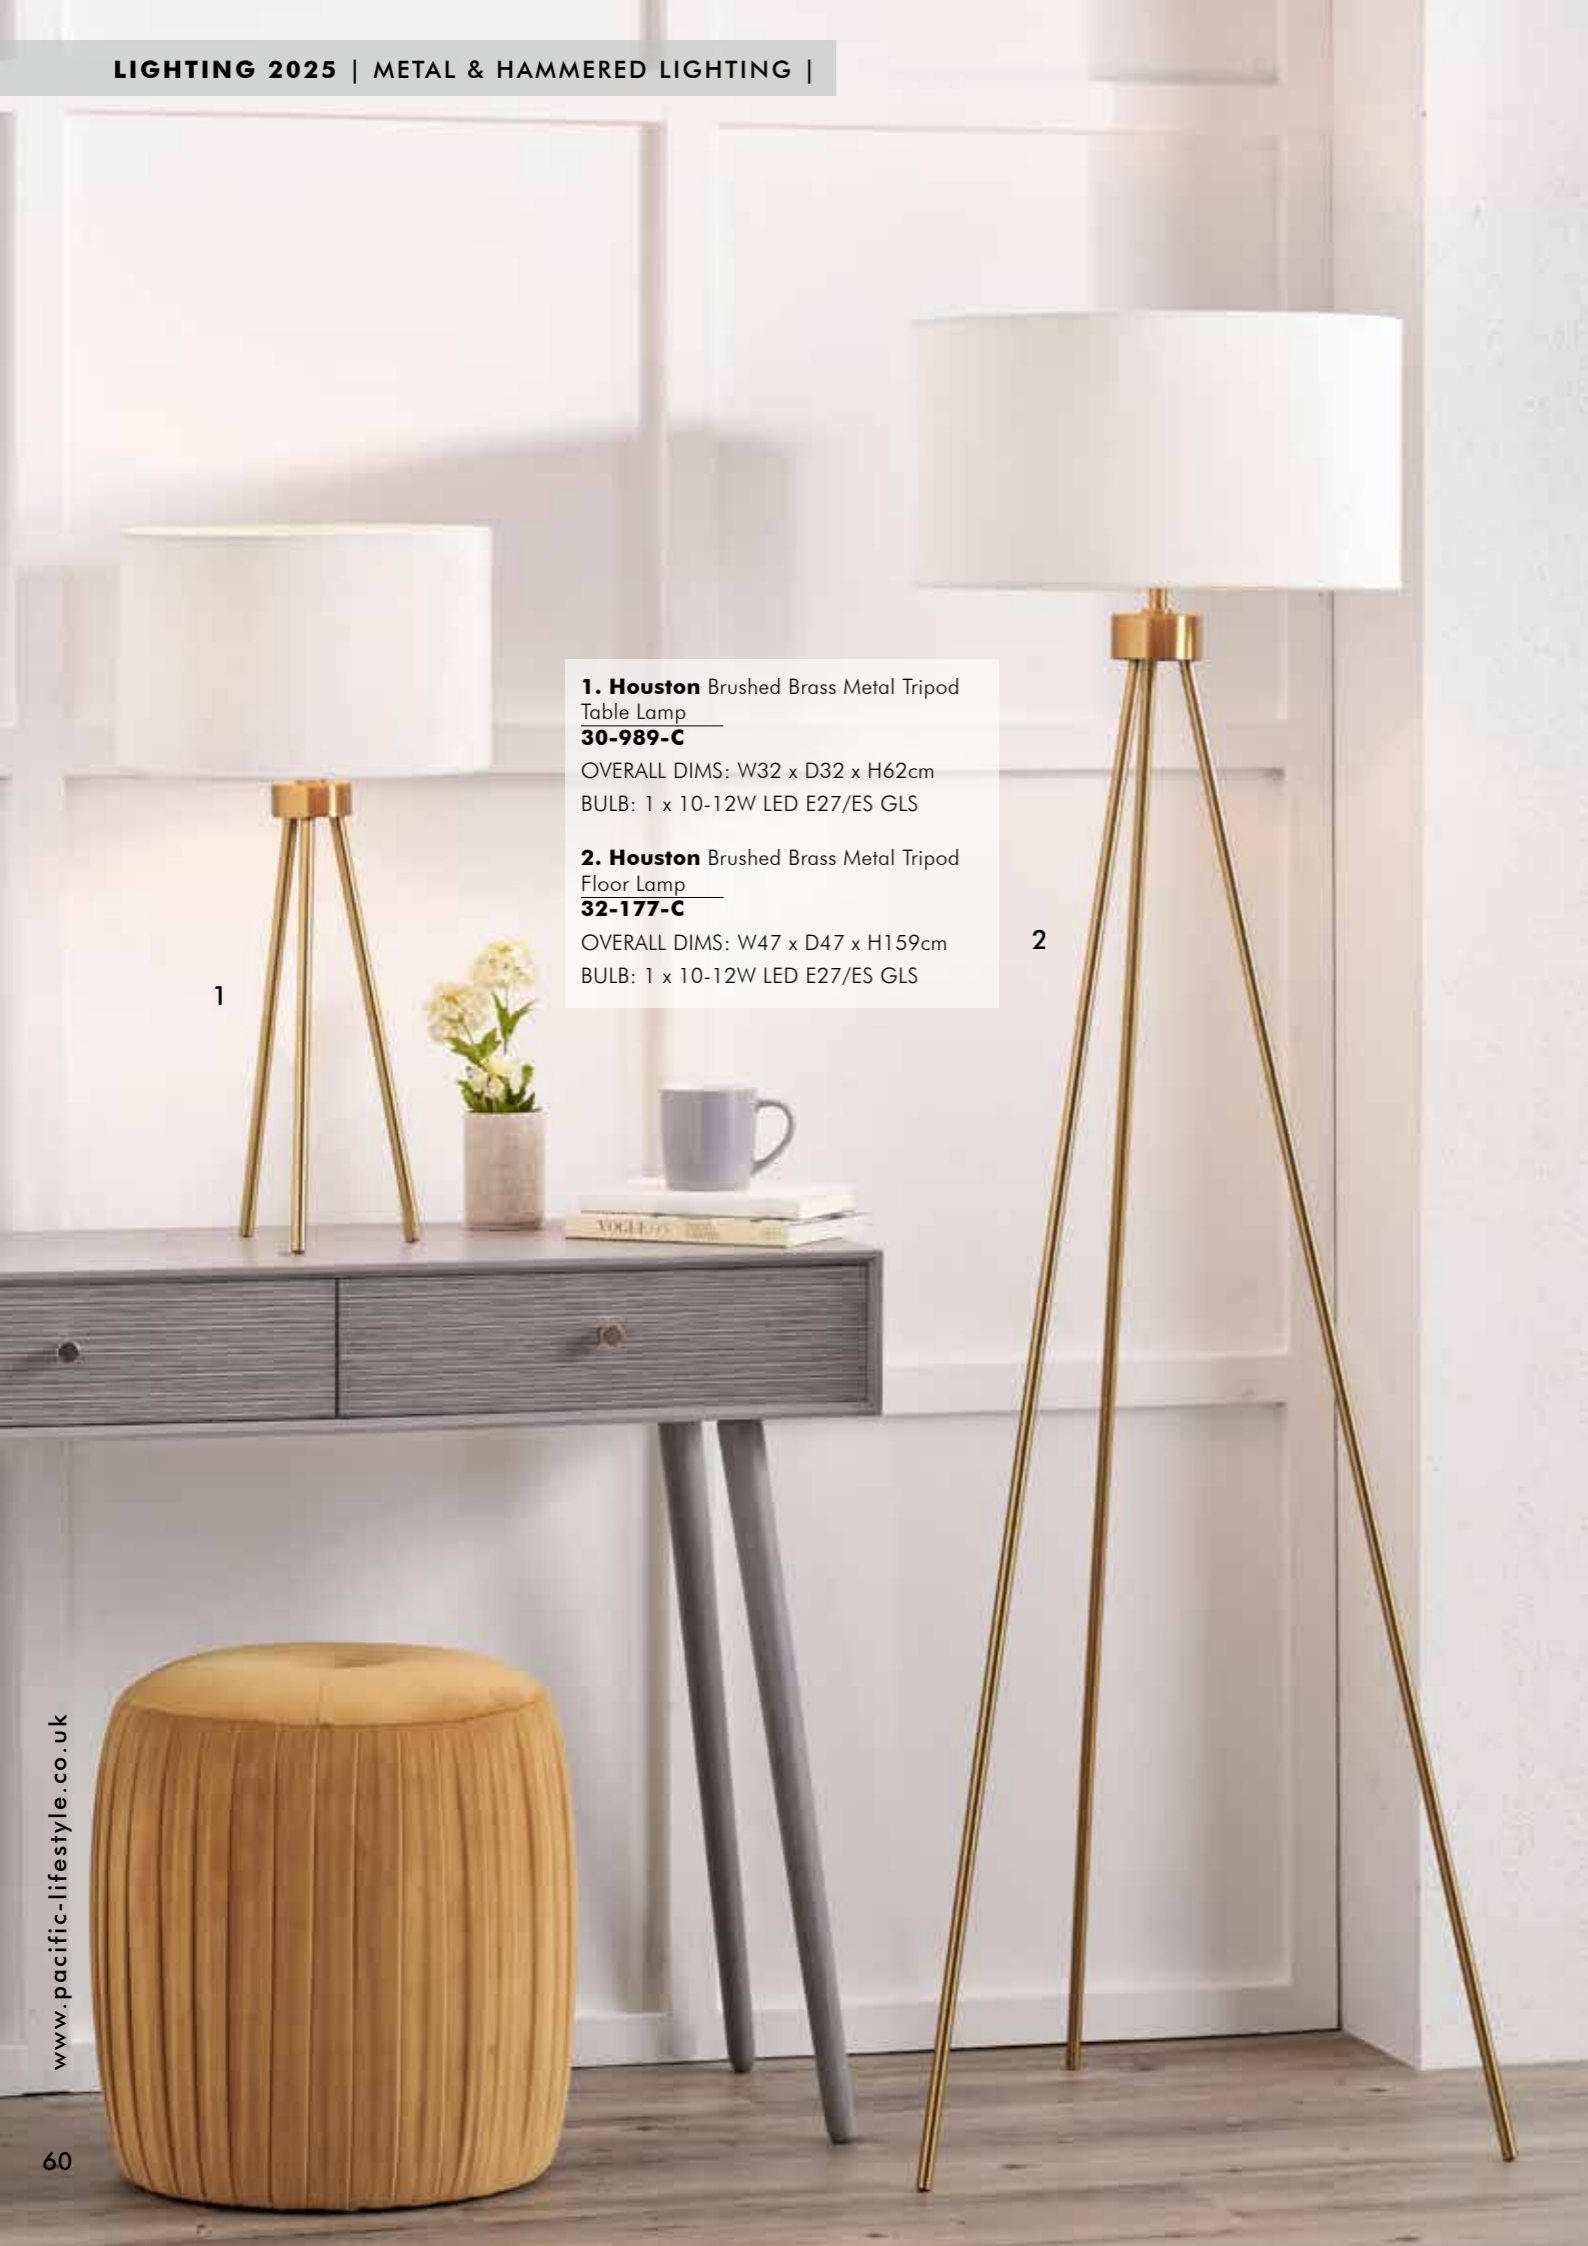 LIGHTING 2025 | METAL & HAMMERED LIGHTING |
1. Houston Brushed Brass Metal Tripod
Table Lamp
30-989-C
OVERALL DIMS: W32 x D32 x H62cm
BULB: 1 x 10-12W LED E27/ES GLS
2. Houston Brushed Brass Metal Tripod
Floor Lamp
32-177-C
OVERALL DIMS: W47 x D47 x H159cm
BULB: 1 x 10-12W LED E27/ES GLS
2
1
VOGUE ON
www.pacific-lifestyle.co.uk
60